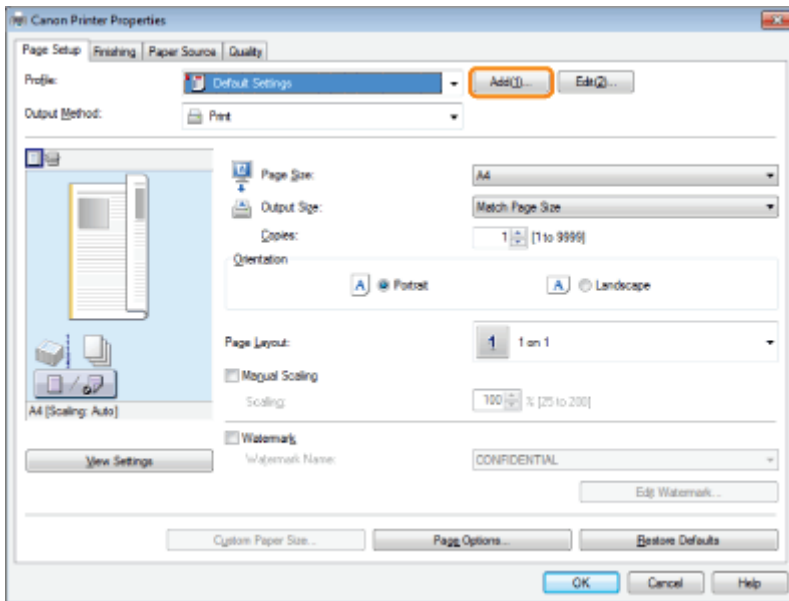 Canon Printer Properties
Page Setup Finishing Paper Source Quality
Profile: Default Settings Add(1)... Edit(2)...
Output Method: Print
Page Size: A4
Output Size: Match Page Size
Copies: 1 [1 to 9999]
Orientation
A Portrait A Landscape
Page Layout: 1 1 on 1
Manual Scaling
Scaling: 100 % [25 to 200]
A4 [Scaling: Auto]
Watermark
View Settings Watermark Name: CONFIDENTIAL
Edit Watermark...
Custom Paper Size... Page Options... Restore Defaults
OK Cancel Help